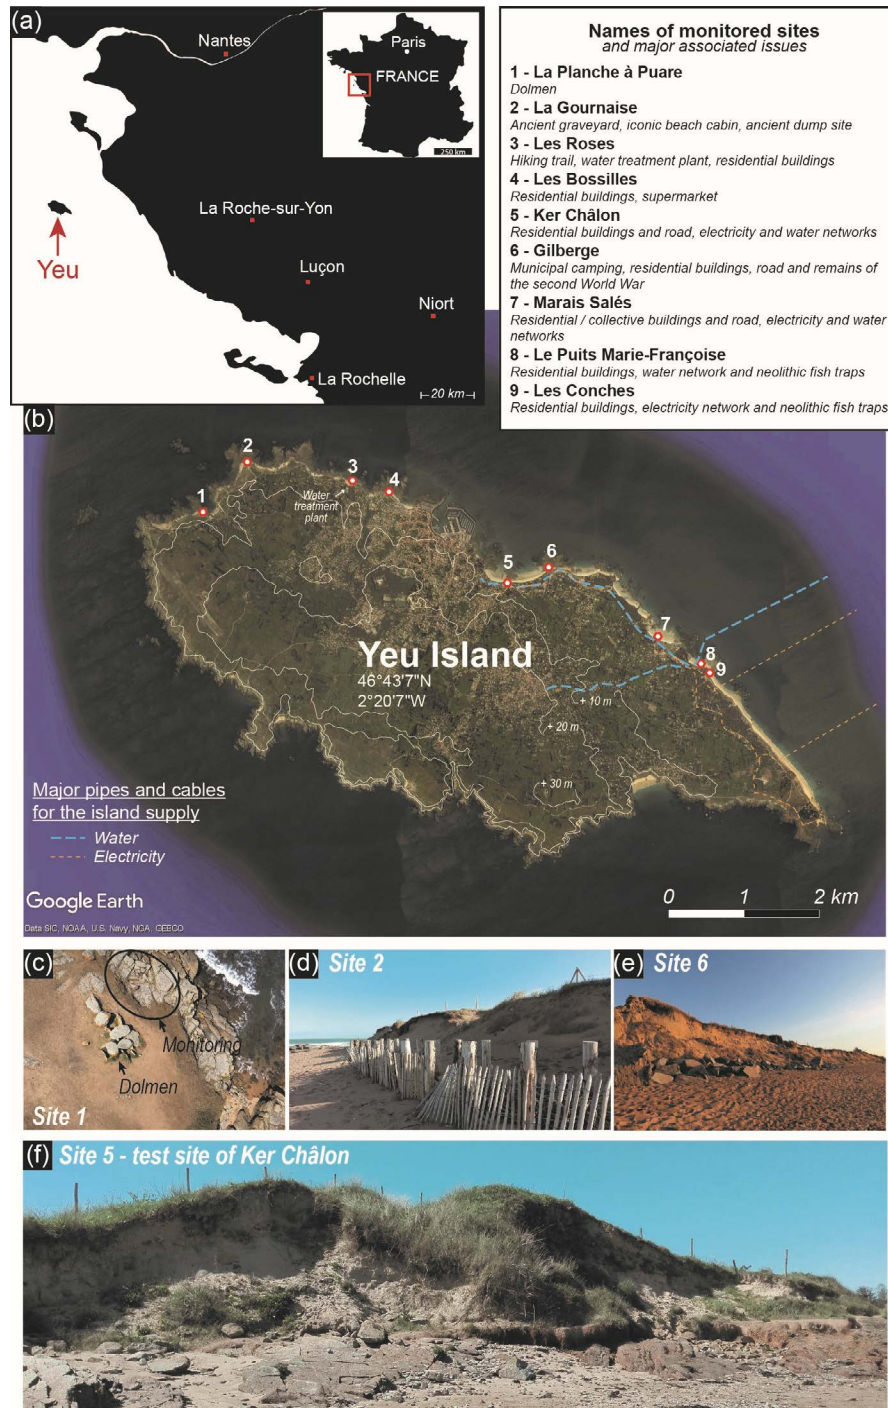 (a)
Nantes
Paris
FRANCE
250 km
La Roche-sur-Yon
Yeu
Luçon
Niort
La Rochelle
20 km
Names of monitored sites
and major associated issues
1 - La Planche à Puare
Dolmen
2 - La Gournaise
Ancient graveyard, iconic beach cabin, ancient dump site
3 - Les Roses
Hiking trail, water treatment plant, residential buildings
4 - Les Bossilles
Residential buildings, supermarket
5 - Ker Châlon
Residential buildings and road, electricity and water networks
6 - Gilberge
Municipal camping, residential buildings, road and remains of
the second World War
7 - Marais Salés
Residential / collective buildings and road, electricity and water
networks
8 - Le Puits Marie-Françoise
Residential buildings, water network and neolithic fish traps
9 - Les Conches
Residential buildings, electricity network and neolithic fish traps
(b)
1
2
3
4
Water
treatment
plant
5
6
7
8
9
Yeu Island
46°43'7"N
2°20'7"W
+ 10 m
+ 20 m
+ 30 m
Major pipes and cables
for the island supply
Water
Electricity
Google Earth
Data SIC, NOAA, U.S. Navy, NGA, GEBCO
0 1 2 km
(c)
Monitoring
Dolmen
Site 1
(d) Site 2
(e) Site 6
(f) Site 5 - test site of Ker Châlon